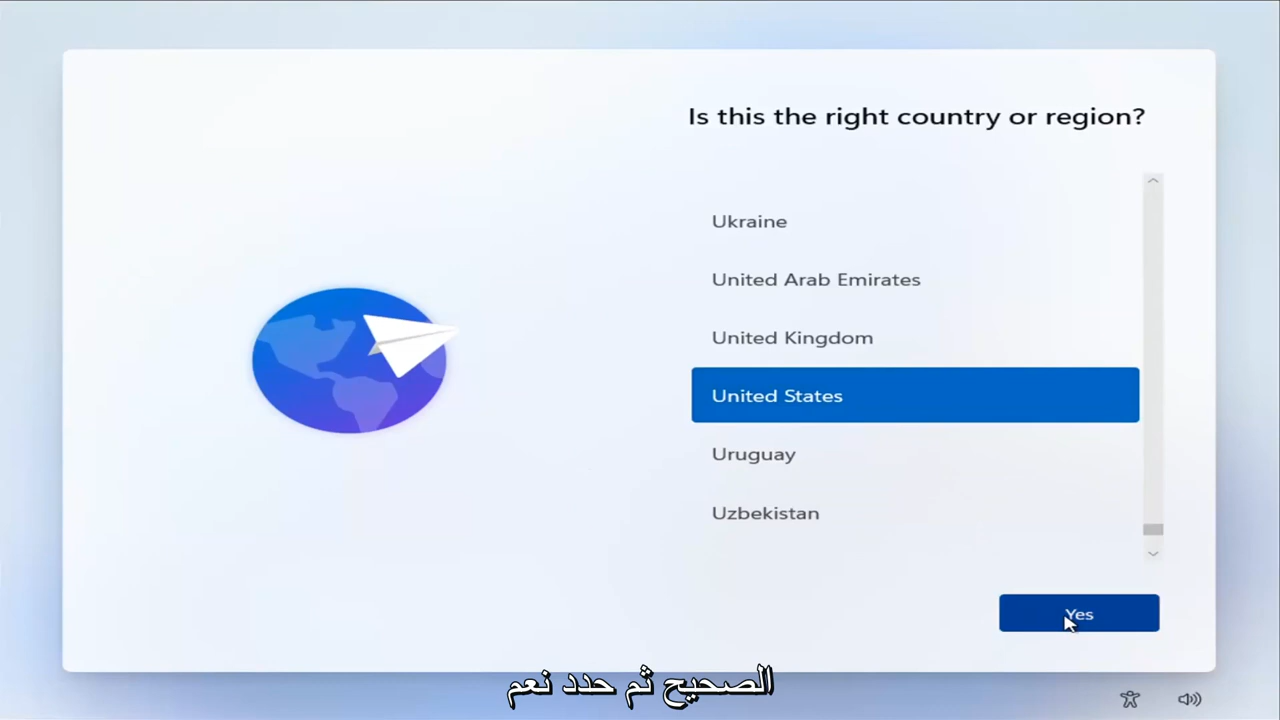 Is this the right country or region?
Ukraine
United Arab Emirates
United Kingdom
United States
Uruguay
Uzbekistan
Yes
الصحيح ثم حدد نعم